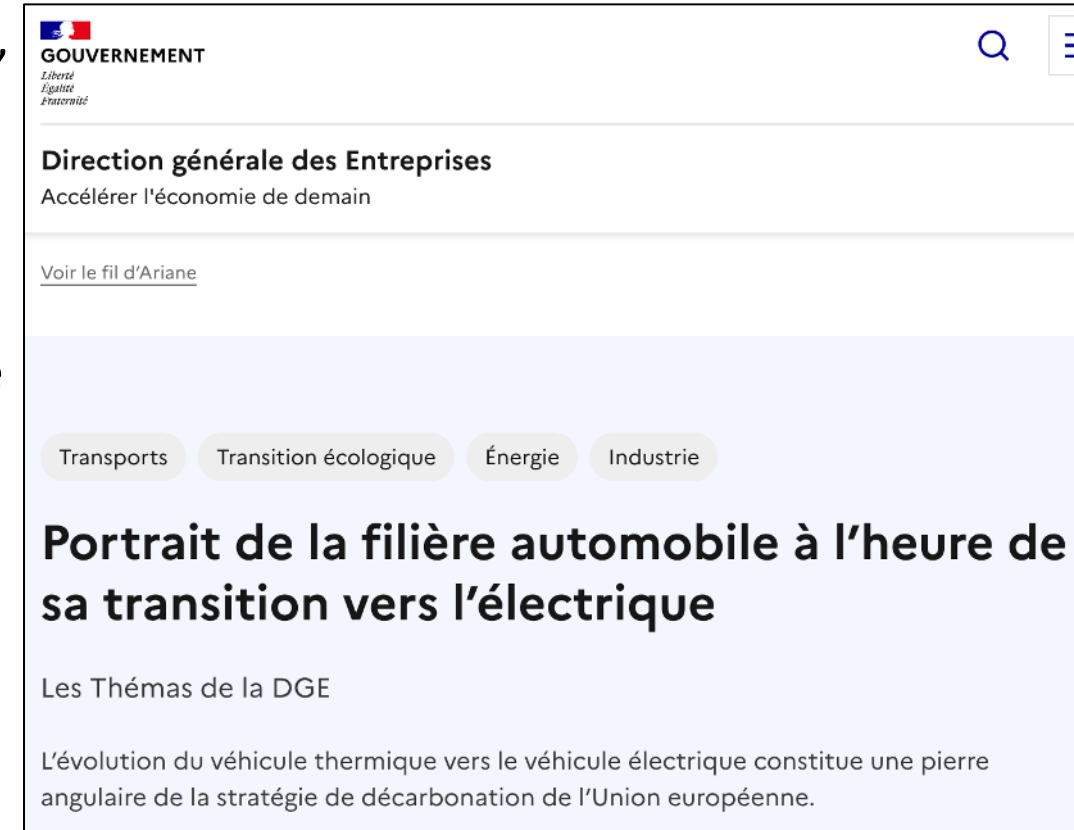 GOUVERNEMENT
Liberté
Égalité
Fraternité
Direction générale des Entreprises
Accélérer l'économie de demain
Voir le fil d’Ariane
Transports Transition écologique Énergie Industrie
Portrait de la filière automobile à l’heure de
sa transition vers l’électrique
Les Thémas de la DGE
L’évolution du véhicule thermique vers le véhicule électrique constitue une pierre
angulaire de la stratégie de décarbonation de l’Union européenne.